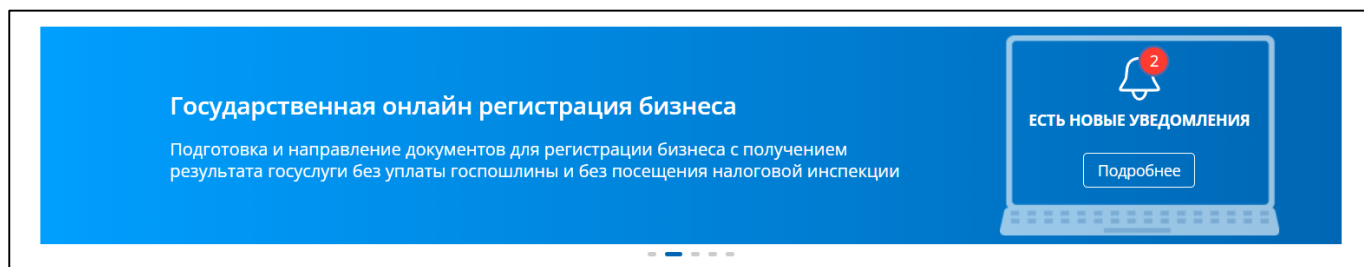 Государственная онлайн регистрация бизнеса
Подготовка и направление документов для регистрации бизнеса с получением
результата госуслуги без уплаты госпошлины и без посещения налоговой инспекции
2
ЕСТЬ НОВЫЕ УВЕДОМЛЕНИЯ
Подробнее